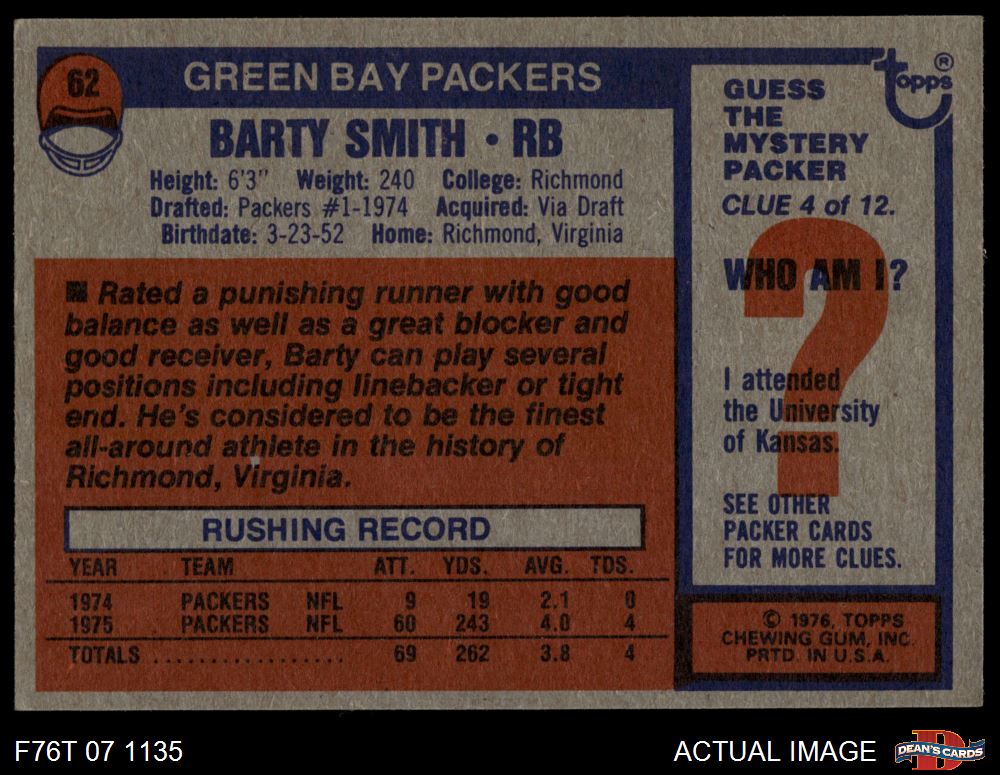 62
GREEN BAY PACKERS
BARTY SMITH • RB
Height: 6'3" Weight: 240 College: Richmond
Drafted: Packers #1-1974 Acquired: Via Draft
Birthdate: 3-23-52 Home: Richmond, Virginia
■ Rated a punishing runner with good
balance as well as a great blocker and
good receiver, Barty can play several
positions including linebacker or tight
end. He's considered to be the finest
all-around athlete in the history of
Richmond, Virginia.
RUSHING RECORD
YEAR TEAM ATT. YDS. AVG. TDS.
1974 PACKERS NFL 9 19 2.1 0
1975 PACKERS NFL 60 243 4.0 4
TOTALS .................. 69 262 3.8 4
topps®
GUESS
THE
MYSTERY
PACKER
CLUE 4 of 12.
WHO AM I?
?
I attended
the University
of Kansas.
SEE OTHER
PACKER CARDS
FOR MORE CLUES.
© 1976, TOPPS
CHEWING GUM, INC.
PRTD. IN U.S.A.
F76T 07 1135
ACTUAL IMAGE
DEAN'S CARDS